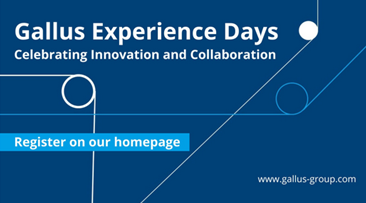 Gallus Experience Days
Celebrating Innovation and Collaboration
Register on our homepage
www.gallus-group.com